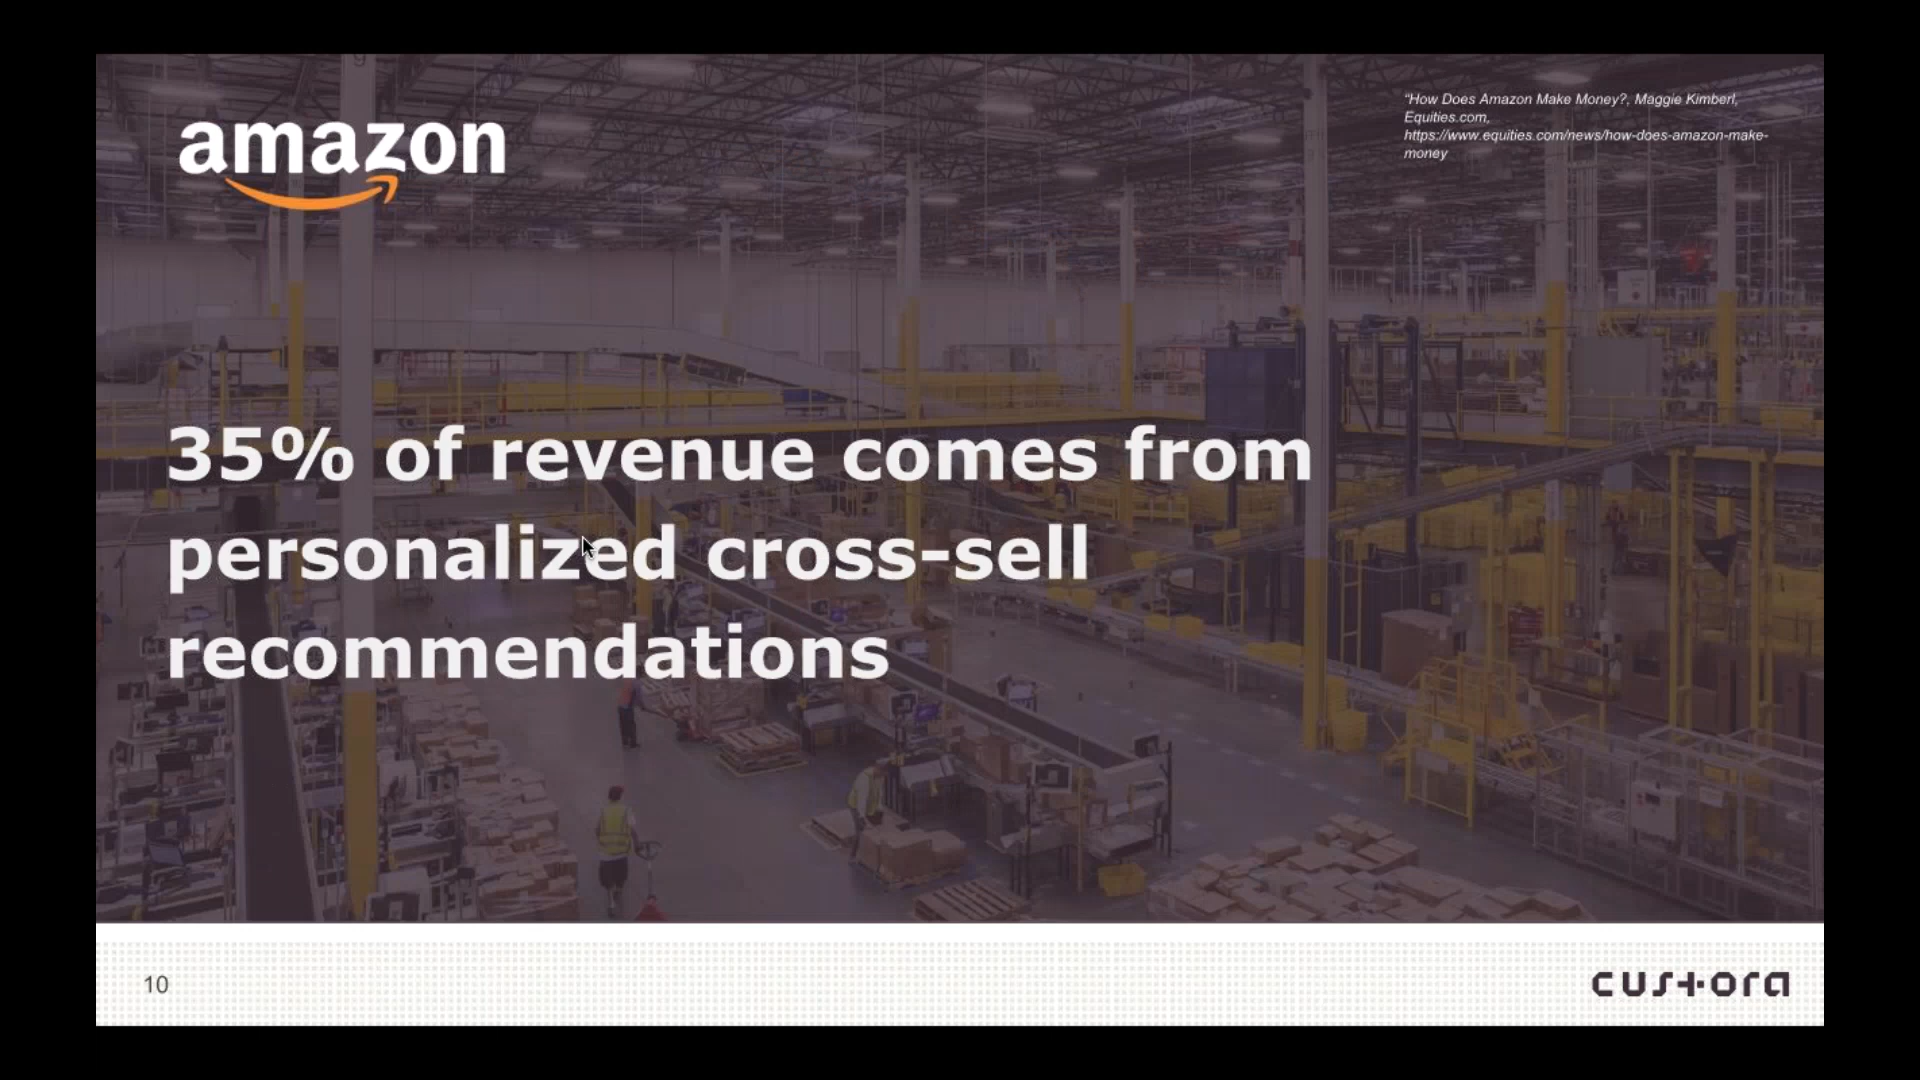 amazon
“How Does Amazon Make Money?, Maggie Kimberl,
Equities.com,
https://www.equities.com/news/how-does-amazon-make-
money
35% of revenue comes from
personalized cross-sell
recommendations
10
custora